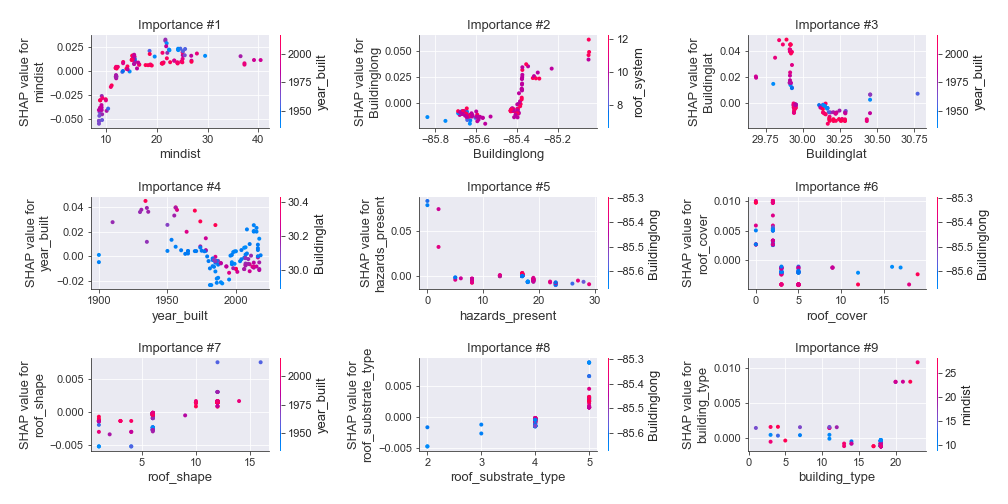 Importance #1
Importance #2
Importance #3
SHAP value for
mindist
0.025
0.000
−0.025
−0.050
10
20
30
40
mindist
2000
1975
1950
year_built
SHAP value for
Buildinglong
0.050
0.025
0.000
−85.8
−85.6
−85.4
−85.2
Buildinglong
12
10
8
roof_system
SHAP value for
Buildinglat
0.04
0.02
0.00
29.75
30.00
30.25
30.50
30.75
Buildinglat
2000
1975
1950
year_built
Importance #4
Importance #5
Importance #6
SHAP value for
year_built
0.04
0.02
0.00
−0.02
1900
1950
2000
year_built
30.4
30.2
30.0
Buildinglat
SHAP value for
hazards_present
0.05
0.00
0
10
20
30
hazards_present
−85.3
−85.4
−85.5
−85.6
Buildinglong
SHAP value for
roof_cover
0.010
0.005
0.000
0
5
10
15
roof_cover
−85.3
−85.4
−85.5
−85.6
Buildinglong
Importance #7
Importance #8
Importance #9
SHAP value for
roof_shape
0.005
0.000
−0.005
5
10
15
roof_shape
2000
1975
1950
year_built
SHAP value for
roof_substrate_type
0.005
0.000
−0.005
2
3
4
5
roof_substrate_type
−85.3
−85.4
−85.5
−85.6
Buildinglong
SHAP value for
building_type
0.010
0.005
0.000
0
5
10
15
20
building_type
25
20
15
10
mindist